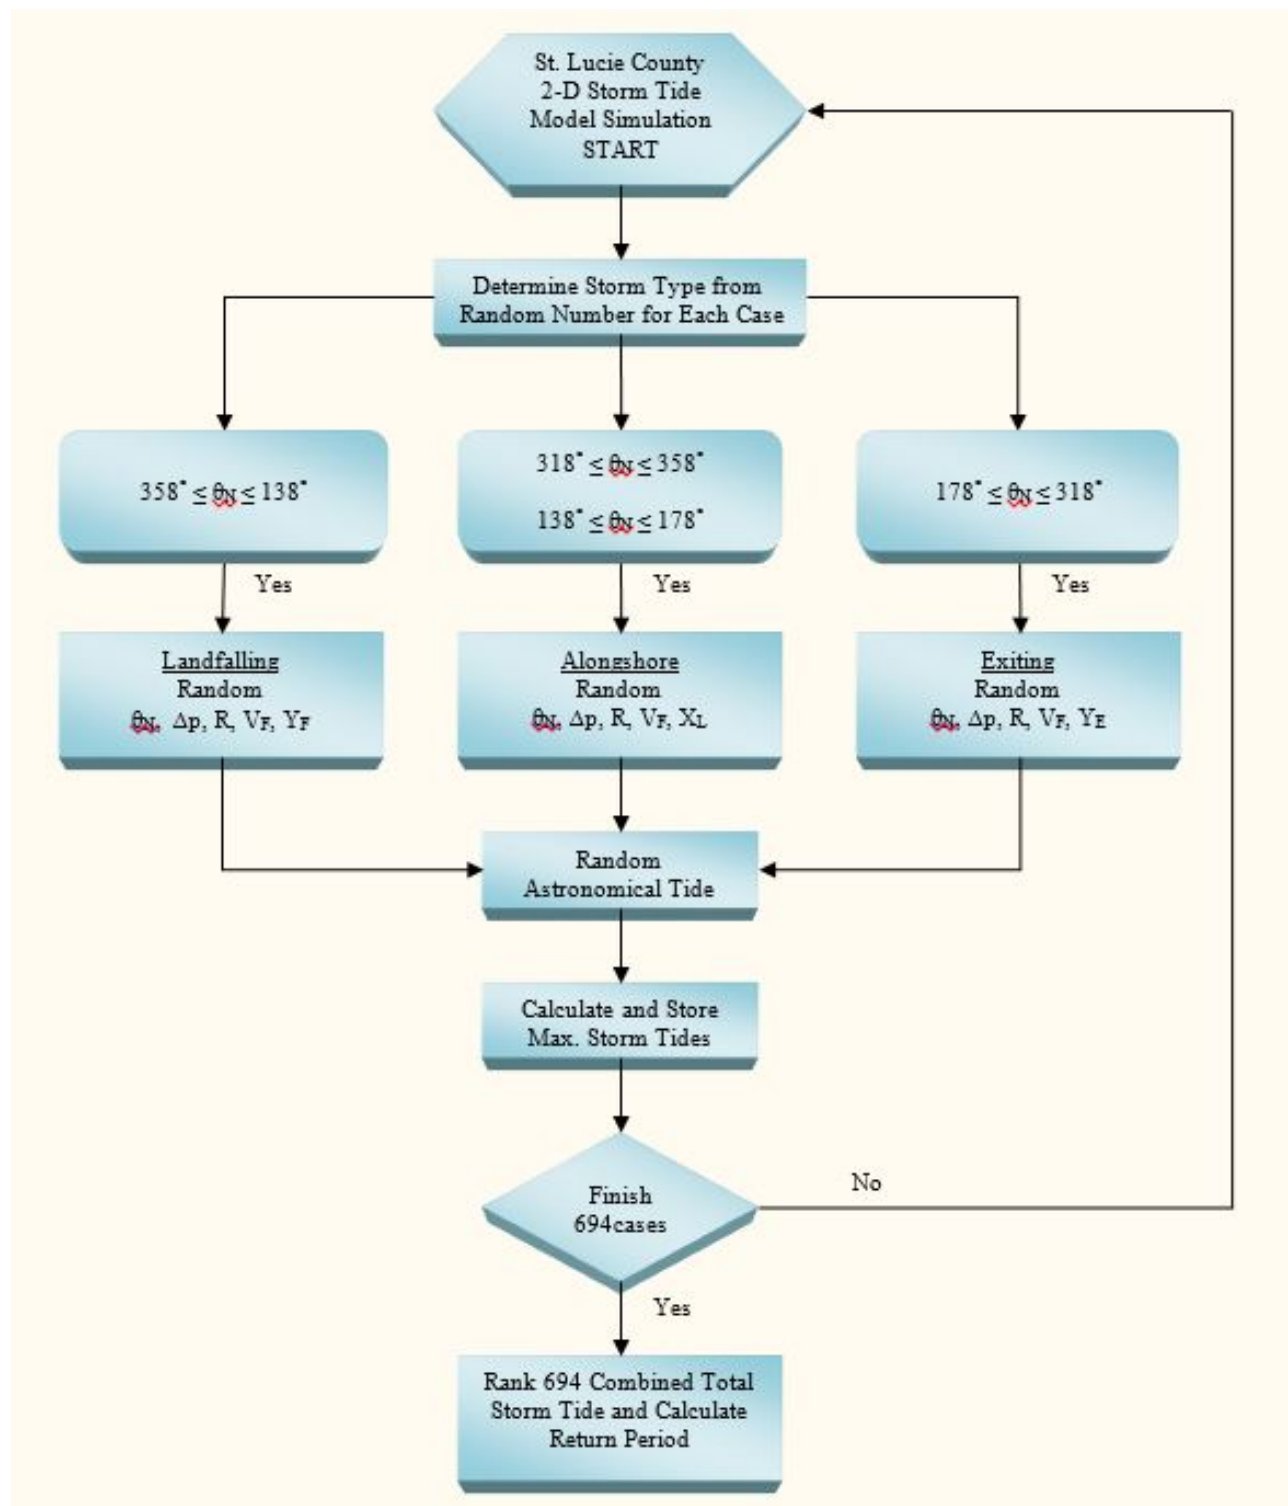 St. Lucie County
2-D Storm Tide
Model Simulation
START
Determine Storm Type from
Random Number for Each Case
358° ≤ θN ≤ 138°
318° ≤ θN ≤ 358°
138° ≤ θN ≤ 178°
178° ≤ θN ≤ 318°
Yes
Yes
Yes
Landfalling
Random
θN, Δp, R, VF, YF
Alongshore
Random
θN, Δp, R, VF, XL
Exiting
Random
θN, Δp, R, VF, YE
Random
Astronomical Tide
Calculate and Store
Max. Storm Tides
Finish
694cases
No
Yes
Rank 694 Combined Total
Storm Tide and Calculate
Return Period